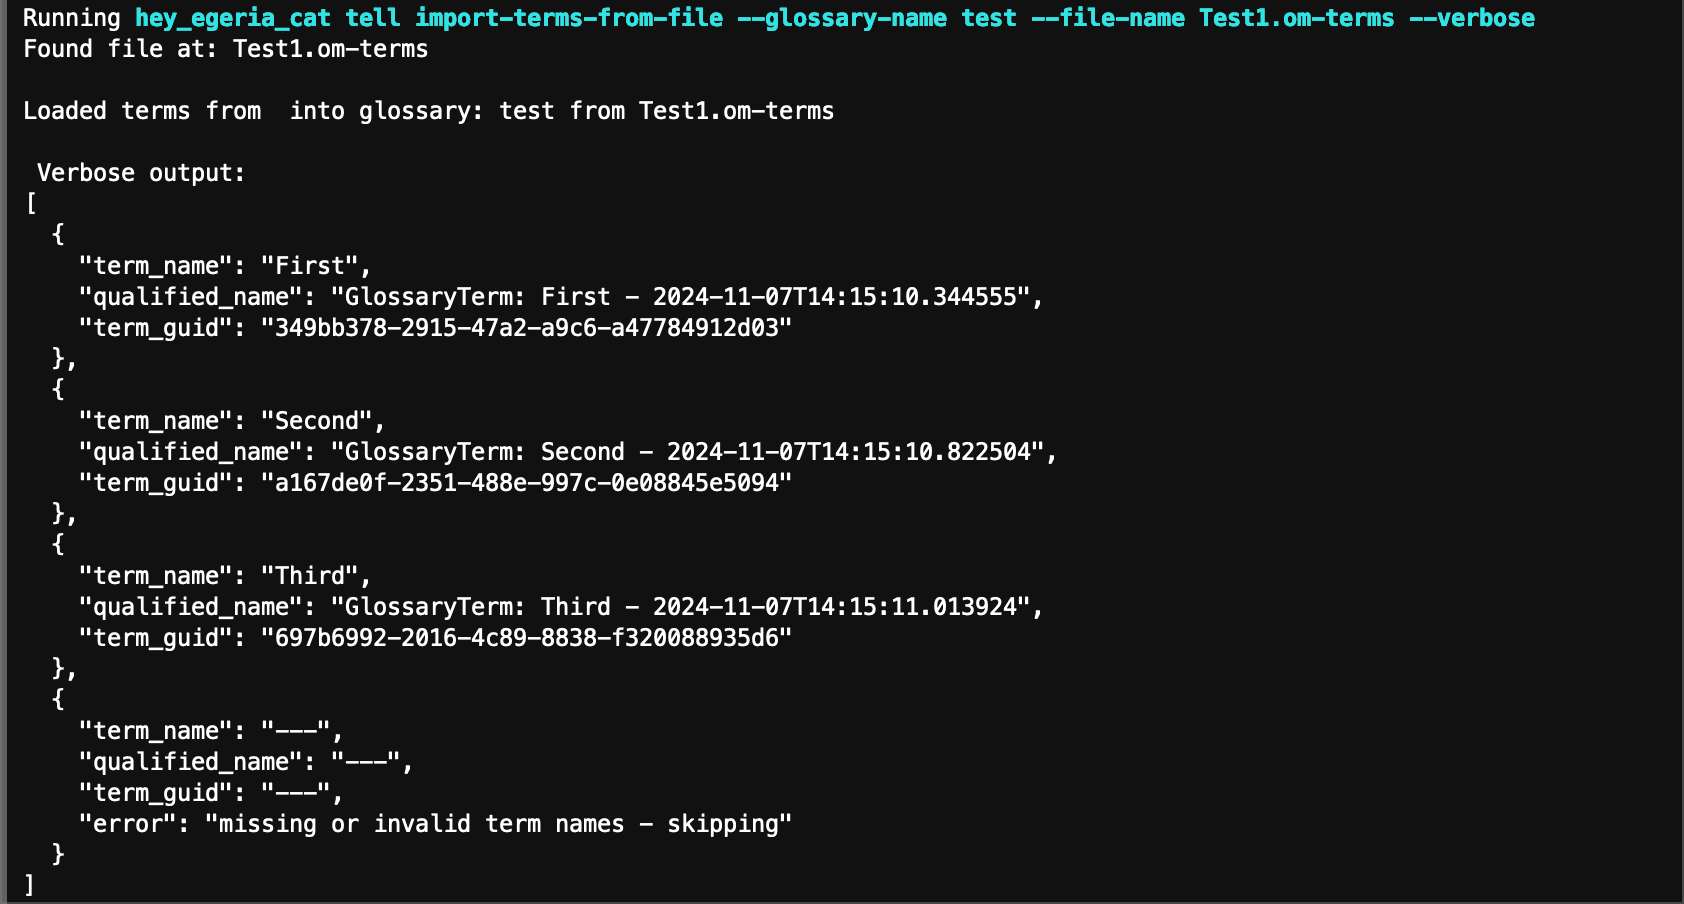 Running hey_egeria_cat tell import-terms-from-file --glossary-name test --file-name Test1.om-terms --verbose
Found file at: Test1.om-terms

Loaded terms from  into glossary: test from Test1.om-terms

 Verbose output:
[
  {
    "term_name": "First",
    "qualified_name": "GlossaryTerm: First - 2024-11-07T14:15:10.344555",
    "term_guid": "349bb378-2915-47a2-a9c6-a47784912d03"
  },
  {
    "term_name": "Second",
    "qualified_name": "GlossaryTerm: Second - 2024-11-07T14:15:10.822504",
    "term_guid": "a167de0f-2351-488e-997c-0e08845e5094"
  },
  {
    "term_name": "Third",
    "qualified_name": "GlossaryTerm: Third - 2024-11-07T14:15:11.013924",
    "term_guid": "697b6992-2016-4c89-8838-f320088935d6"
  },
  {
    "term_name": "---",
    "qualified_name": "---",
    "term_guid": "---",
    "error": "missing or invalid term names - skipping"
  }
]